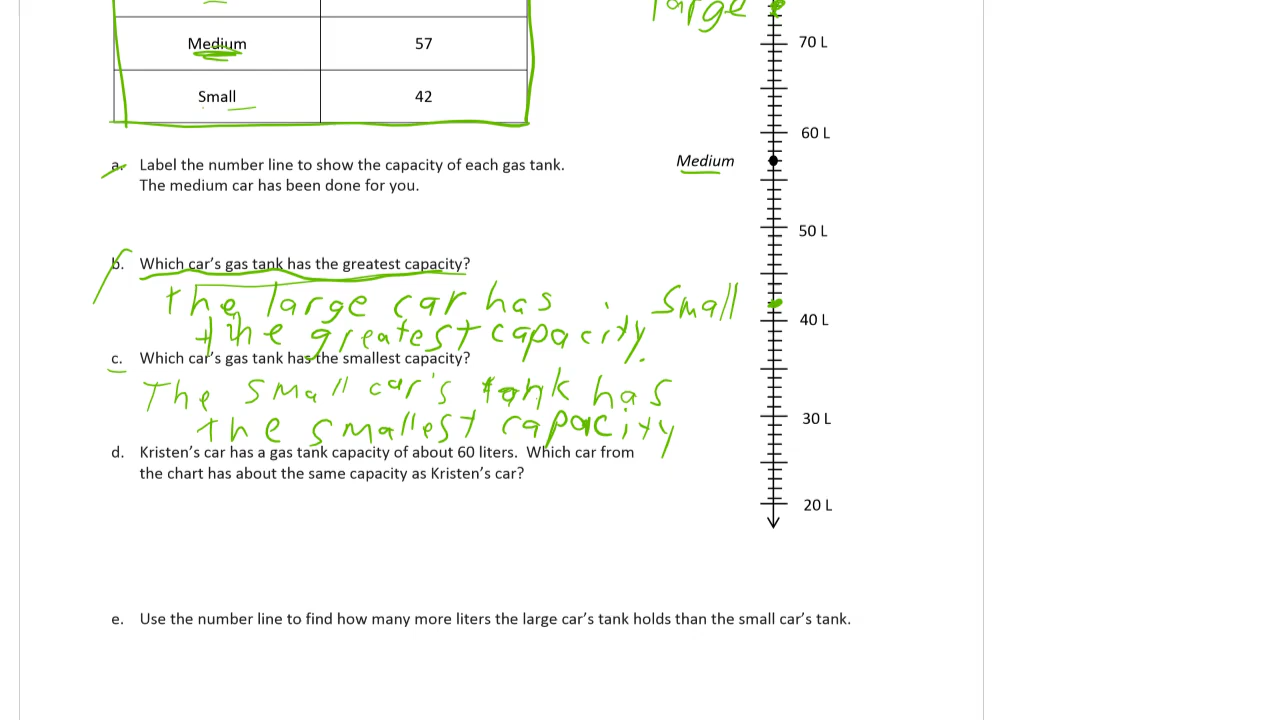 large
70 L
Medium 57
Small 42
60 L
a. Label the number line to show the capacity of each gas tank.
Medium
The medium car has been done for you.
50 L
b. Which car's gas tank has the greatest capacity?
the large car has
small
40 L
the greatest capacity.
c. Which car's gas tank has the smallest capacity?
The small car's tank has
30 L
the smallest capacity
d. Kristen's car has a gas tank capacity of about 60 liters. Which car from
the chart has about the same capacity as Kristen's car?
20 L
e. Use the number line to find how many more liters the large car's tank holds than the small car's tank.